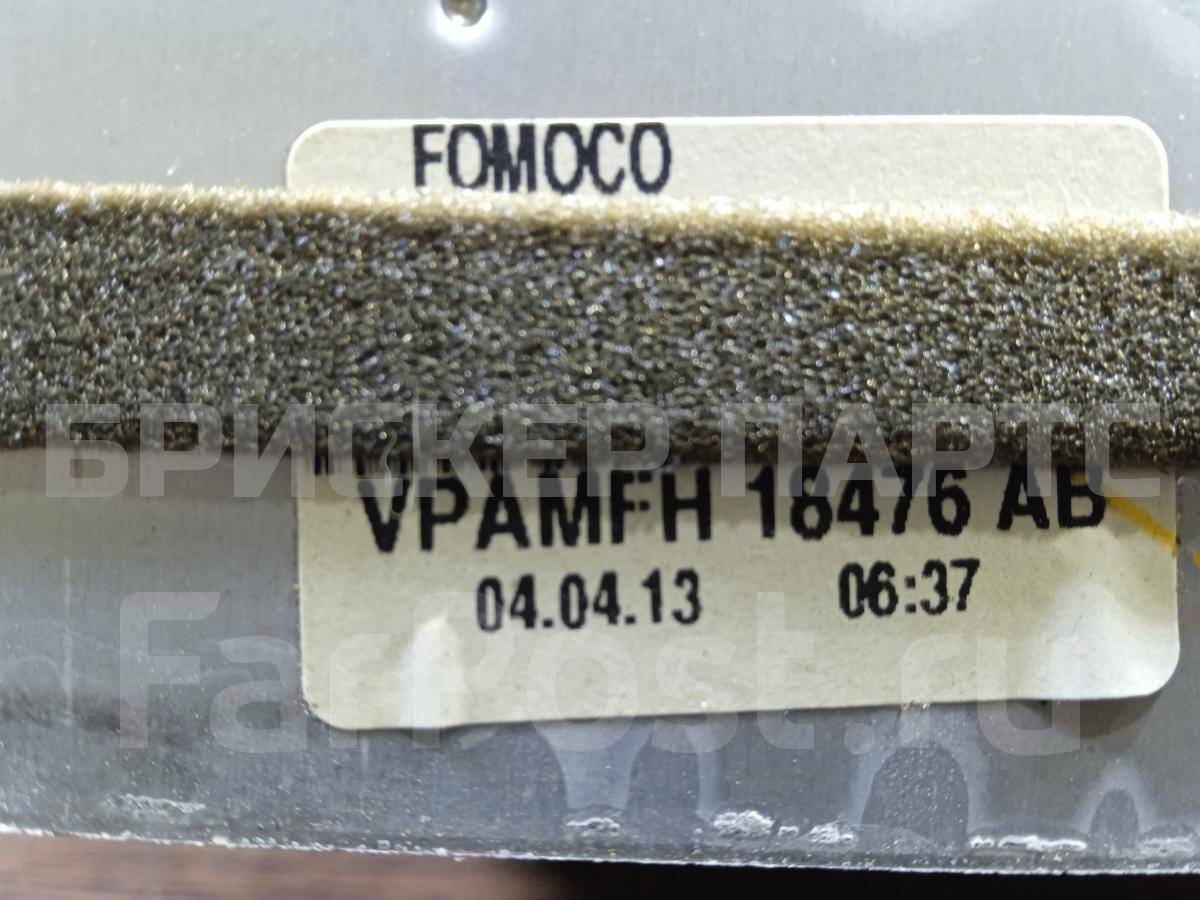 FOMOCO
БРИСКЕР ПАРТС
VPAMFH 18476 AB
04.04.13 06:37
FarPost.ru